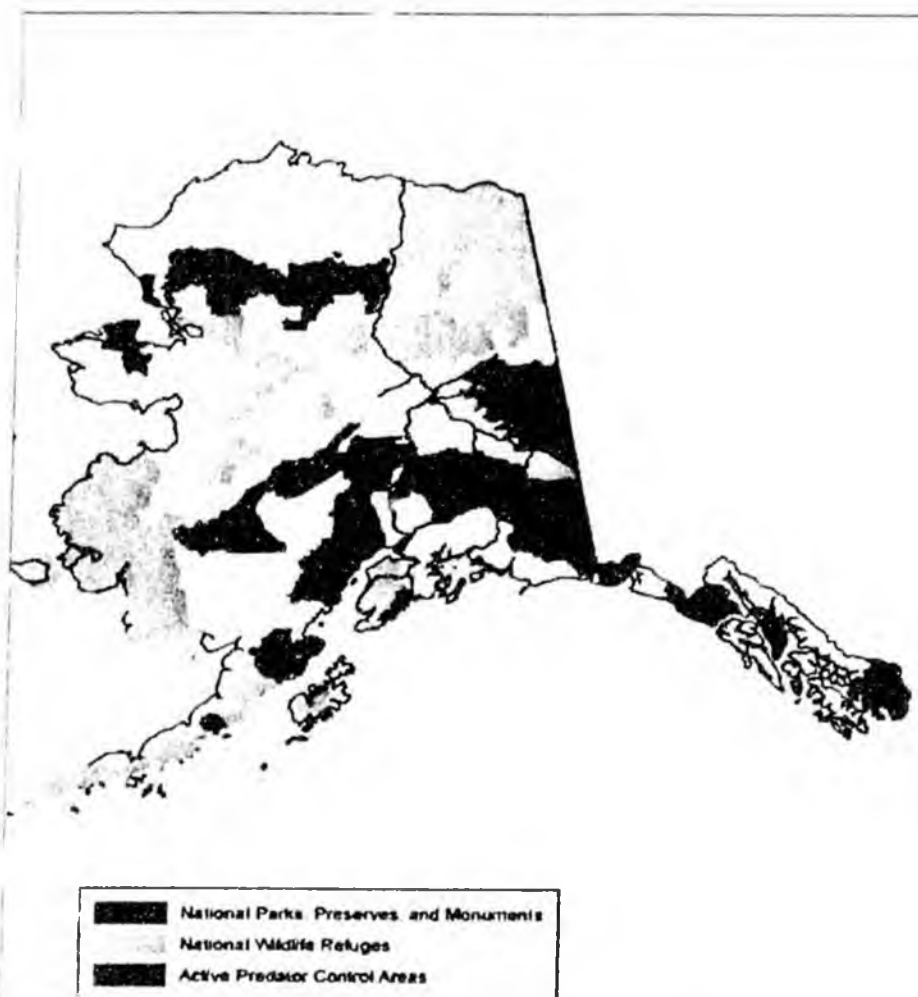 National Parks, Preserves, and Monuments
National Wildlife Refuges
Active Predator Control Areas